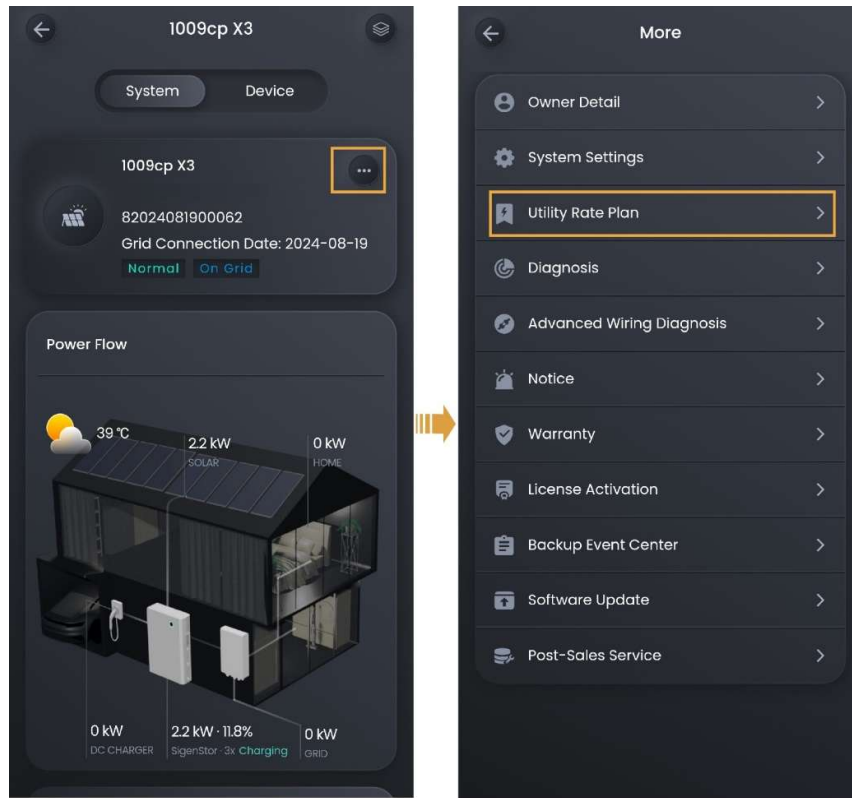 1009cp X3
System Device
1009cp X3
82024081900062
Grid Connection Date: 2024-08-19
Normal On Grid
Power Flow
39 ℃
2.2 kW
SOLAR
0 kW
HOME
0 kW
DC CHARGER
2.2 kW · 11.8%
SigenStor · 3x Charging
0 kW
GRID
More
Owner Detail
System Settings
Utility Rate Plan
Diagnosis
Advanced Wiring Diagnosis
Notice
Warranty
License Activation
Backup Event Center
Software Update
Post-Sales Service